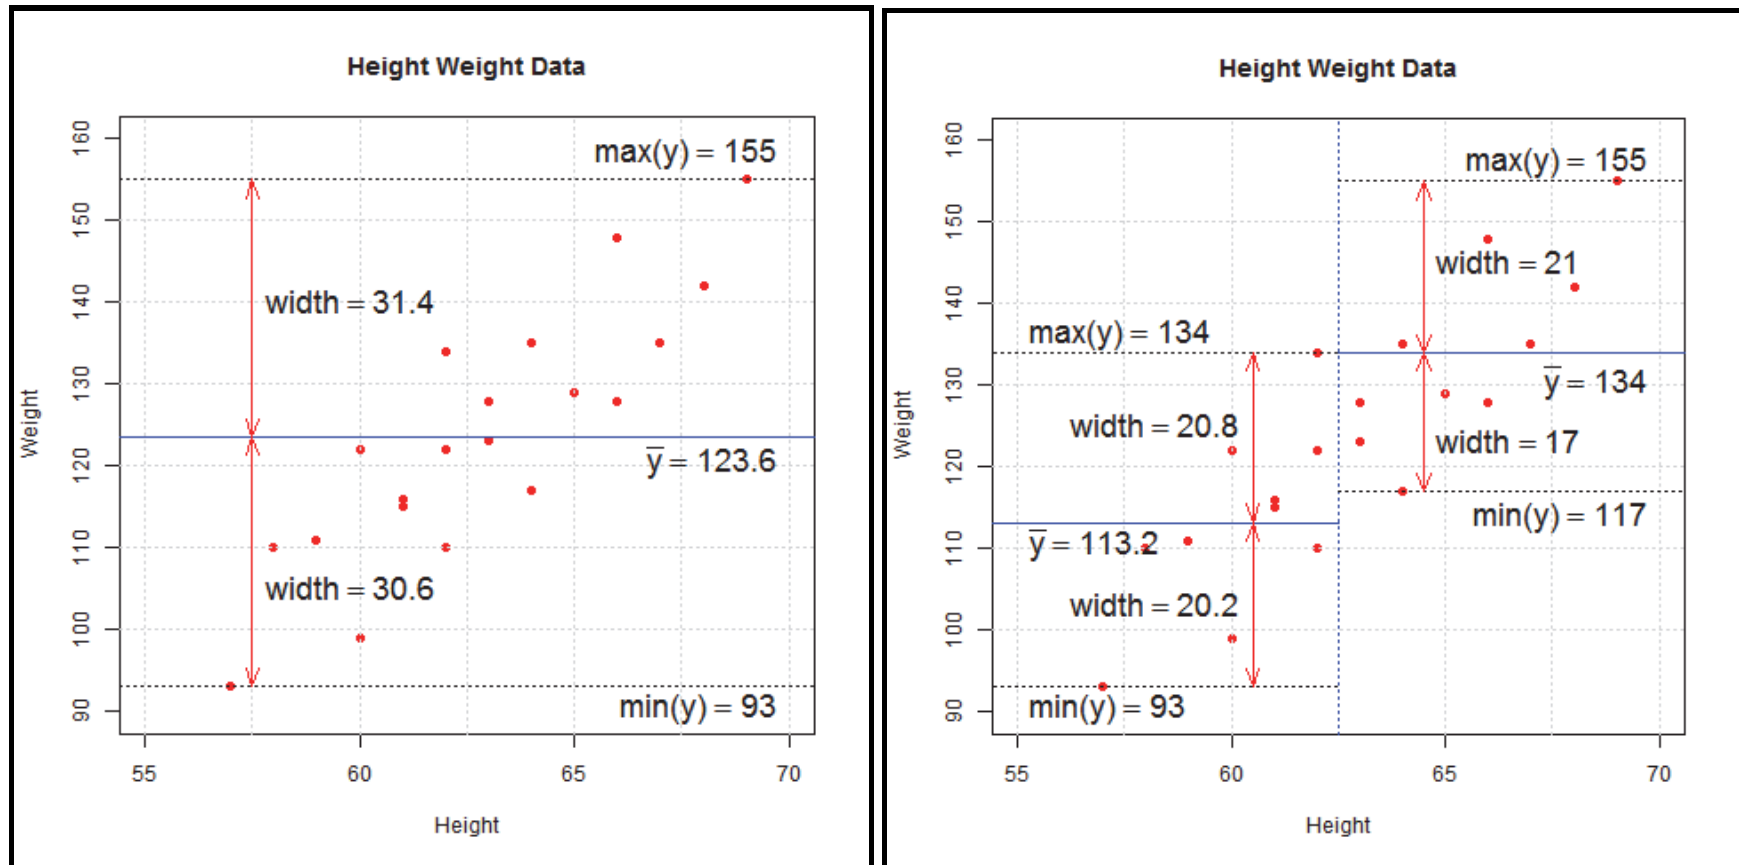 Height Weight Data
160
max(y) = 155
150
width = 31.4
140
130
Weight
y̅ = 123.6
120
110
width = 30.6
100
min(y) = 93
90
55 60 65 70
Height
Height Weight Data
160
max(y) = 155
150
width = 21
140
max(y) = 134
130
y̅ = 134
width = 20.8
width = 17
Weight
120
min(y) = 117
110
y̅ = 113.2
width = 20.2
100
min(y) = 93
90
55 60 65 70
Height